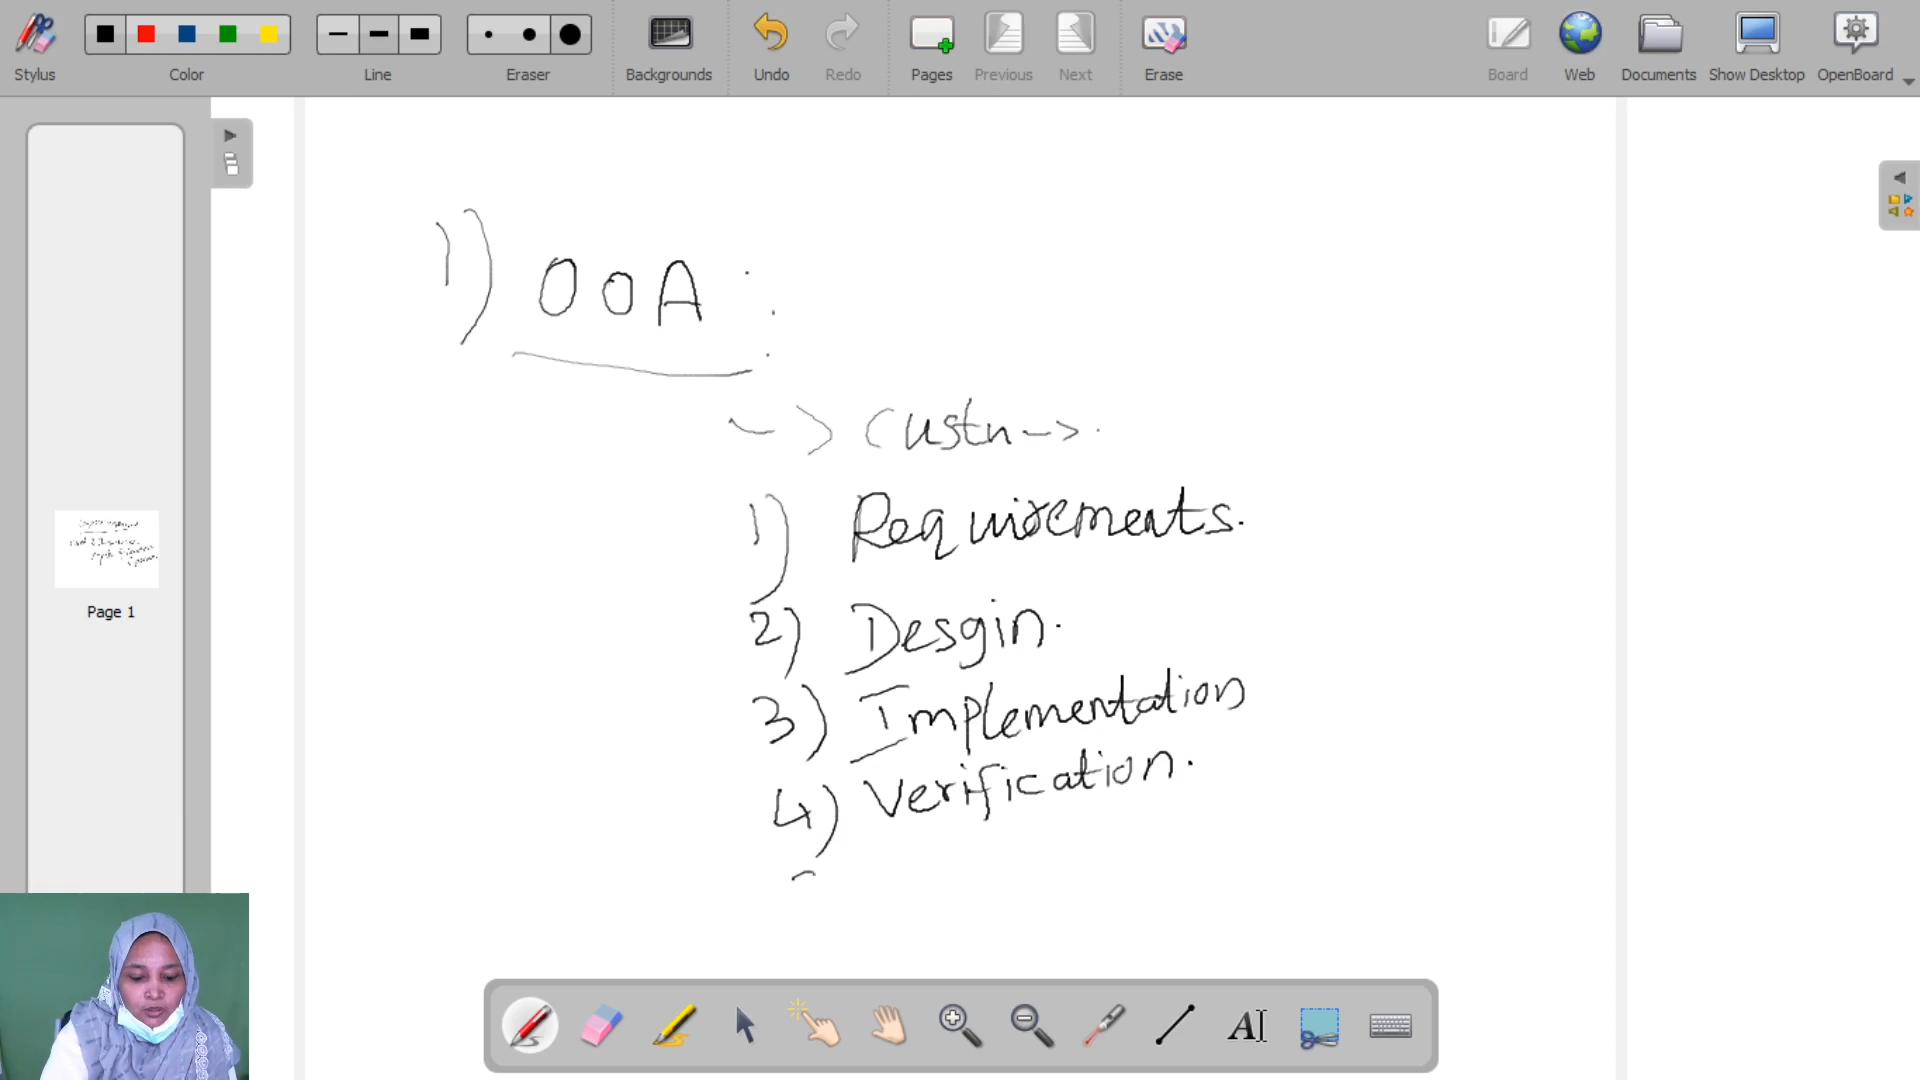 Stylus Color Line Eraser Backgrounds Undo Redo Pages Previous Next Erase Board Web Documents Show Desktop OpenBoard
1) OOA :
-> Custn->.
1) Requirements.
2) Desgin.
3) Implementation
4) Verification.
Page 1